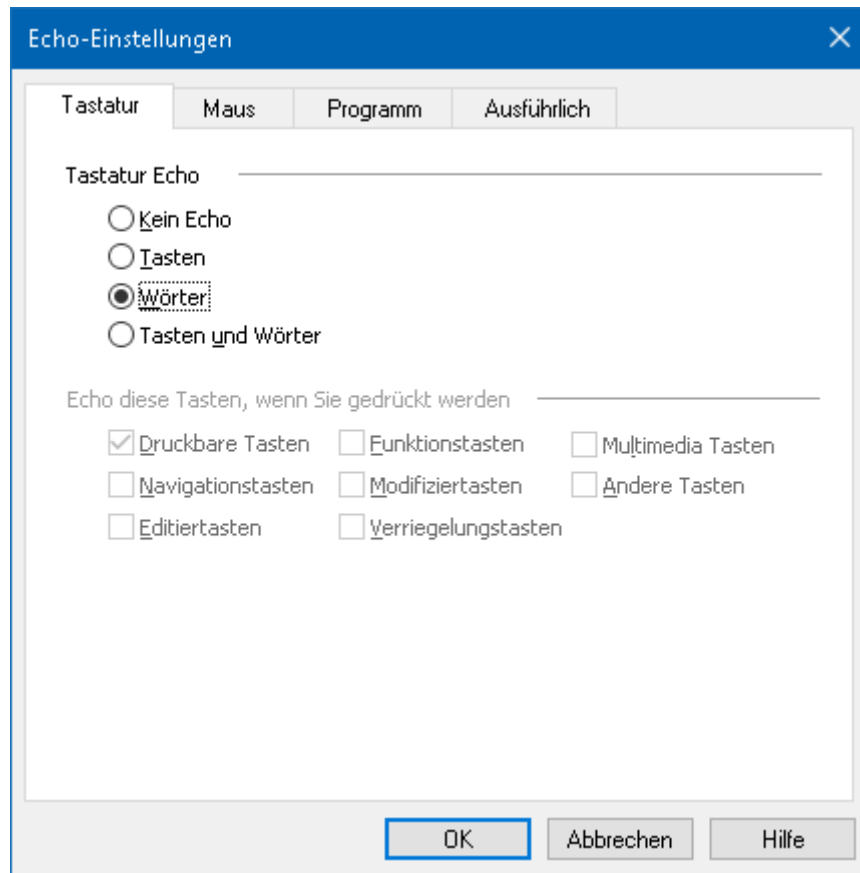 Echo-Einstellungen
Tastatur Maus Programm Ausführlich
Tastatur Echo
Kein Echo
Tasten
Wörter
Tasten und Wörter
Echo diese Tasten, wenn Sie gedrückt werden
Druckbare Tasten Funktionstasten Multimedia Tasten
Navigationstasten Modifiziertasten Andere Tasten
Editiertasten Verriegelungstasten
OK Abbrechen Hilfe